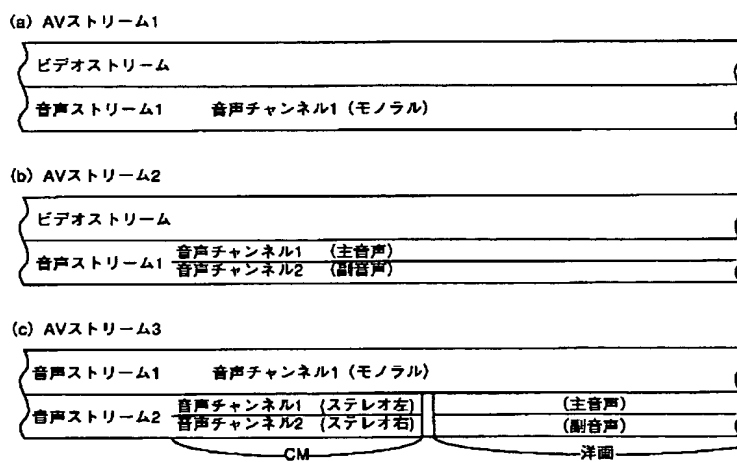 (a) AVストリーム1
ビデオストリーム
音声ストリーム1 音声チャンネル1 (モノラル)
(b) AVストリーム2
ビデオストリーム
音声ストリーム1
音声チャンネル1 (主音声)
音声チャンネル2 (副音声)
(c) AVストリーム3
音声ストリーム1 音声チャンネル1 (モノラル)
音声ストリーム2
音声チャンネル1 (ステレオ左) (主音声)
音声チャンネル2 (ステレオ右) (副音声)
CM 洋画